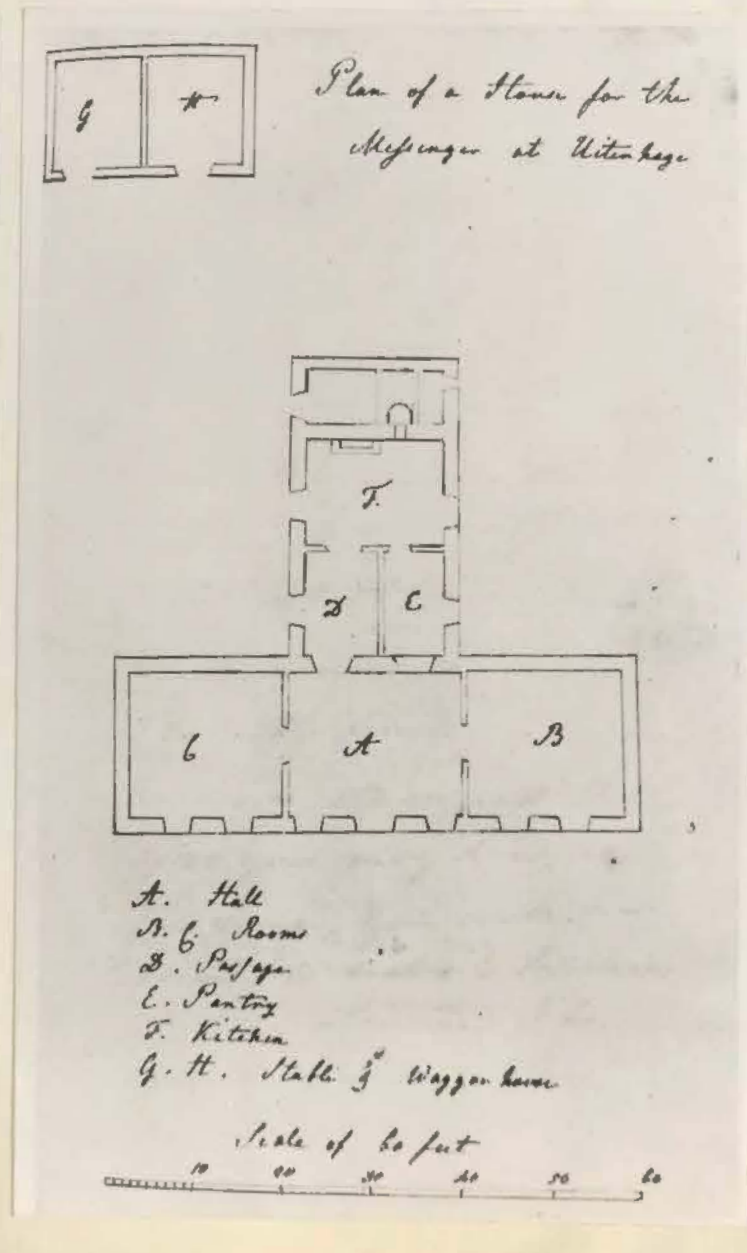 Plan of a House for the
Messenger at Uitenhage
G
H
F.
D
E
C
A
B
A. Hall
B. C. Rooms
D. Passage
E. Pantry
F. Kitchen
G. H. Stable & Waggon house
Scale of 60 feet
10 20 30 40 50 60